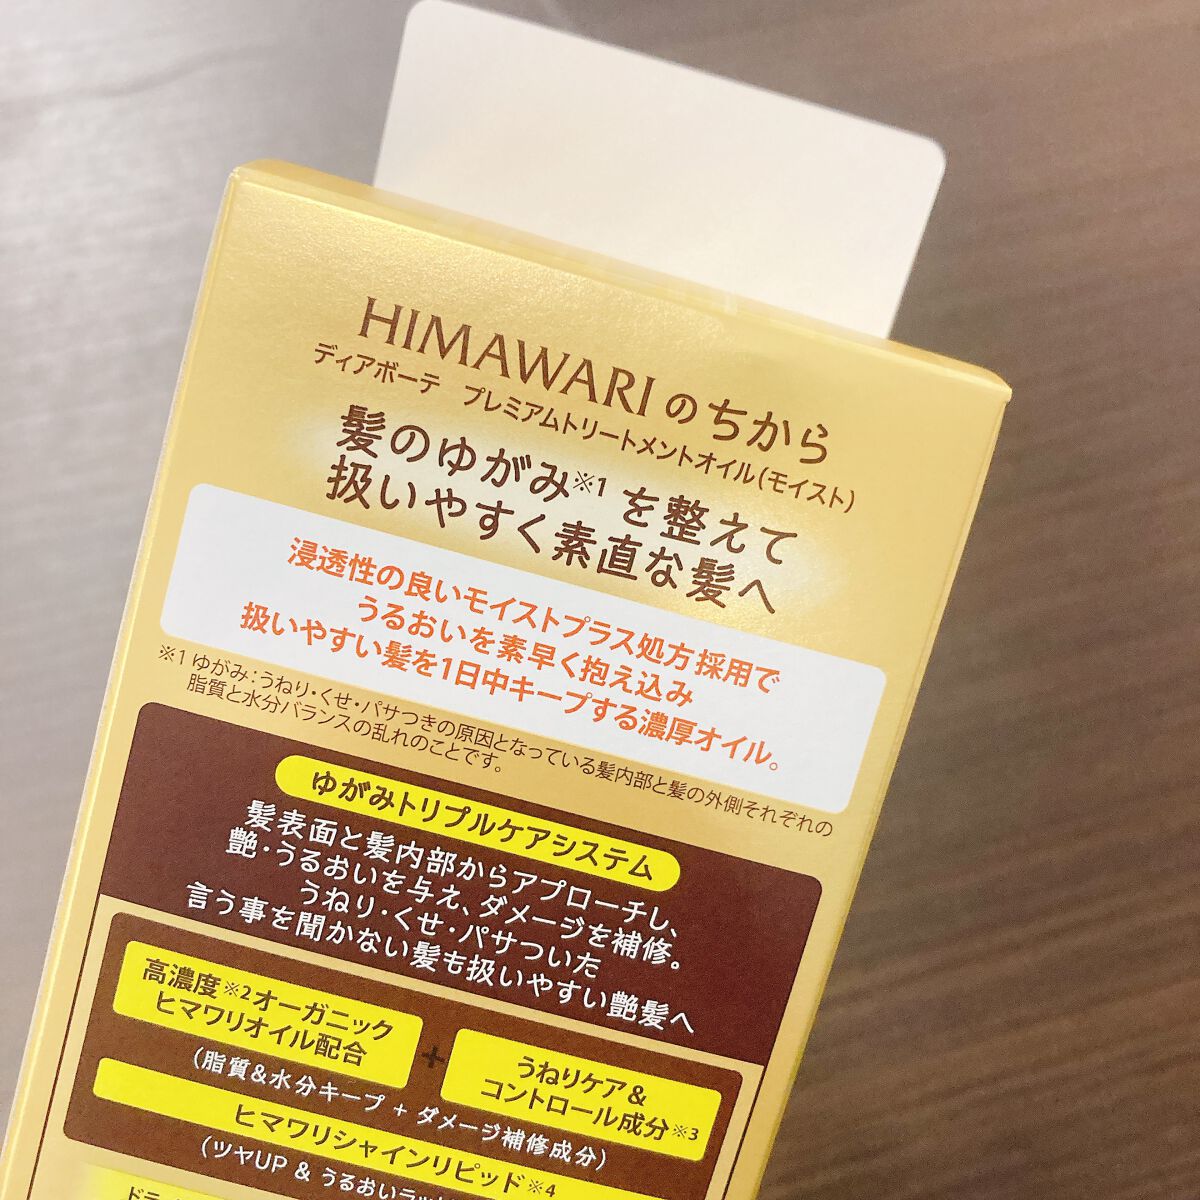 HIMAWARIのちから
ディアボーテ プレミアムトリートメントオイル(モイスト)
髪のゆがみ※1を整えて
扱いやすく素直な髪へ
浸透性の良いモイストプラス処方採用で
うるおいを素早く抱え込み
扱いやすい髪を1日中キープする濃厚オイル。
※1 ゆがみ:うねり・くせ・パサつきの原因となっている髪内部と髪の外側それぞれの
脂質と水分バランスの乱れのことです。
ゆがみトリプルケアシステム
髪表面と髪内部からアプローチし、
艶・うるおいを与え、ダメージを補修。
うねり・くせ・パサついた
言う事を聞かない髪も扱いやすい艶髪へ
高濃度※2オーガニック
ヒマワリオイル配合
+
うねりケア&
コントロール成分※3
(脂質&水分キープ + ダメージ補修成分)
ヒマワリシャインリピッド※4
(ツヤUP & うるおい